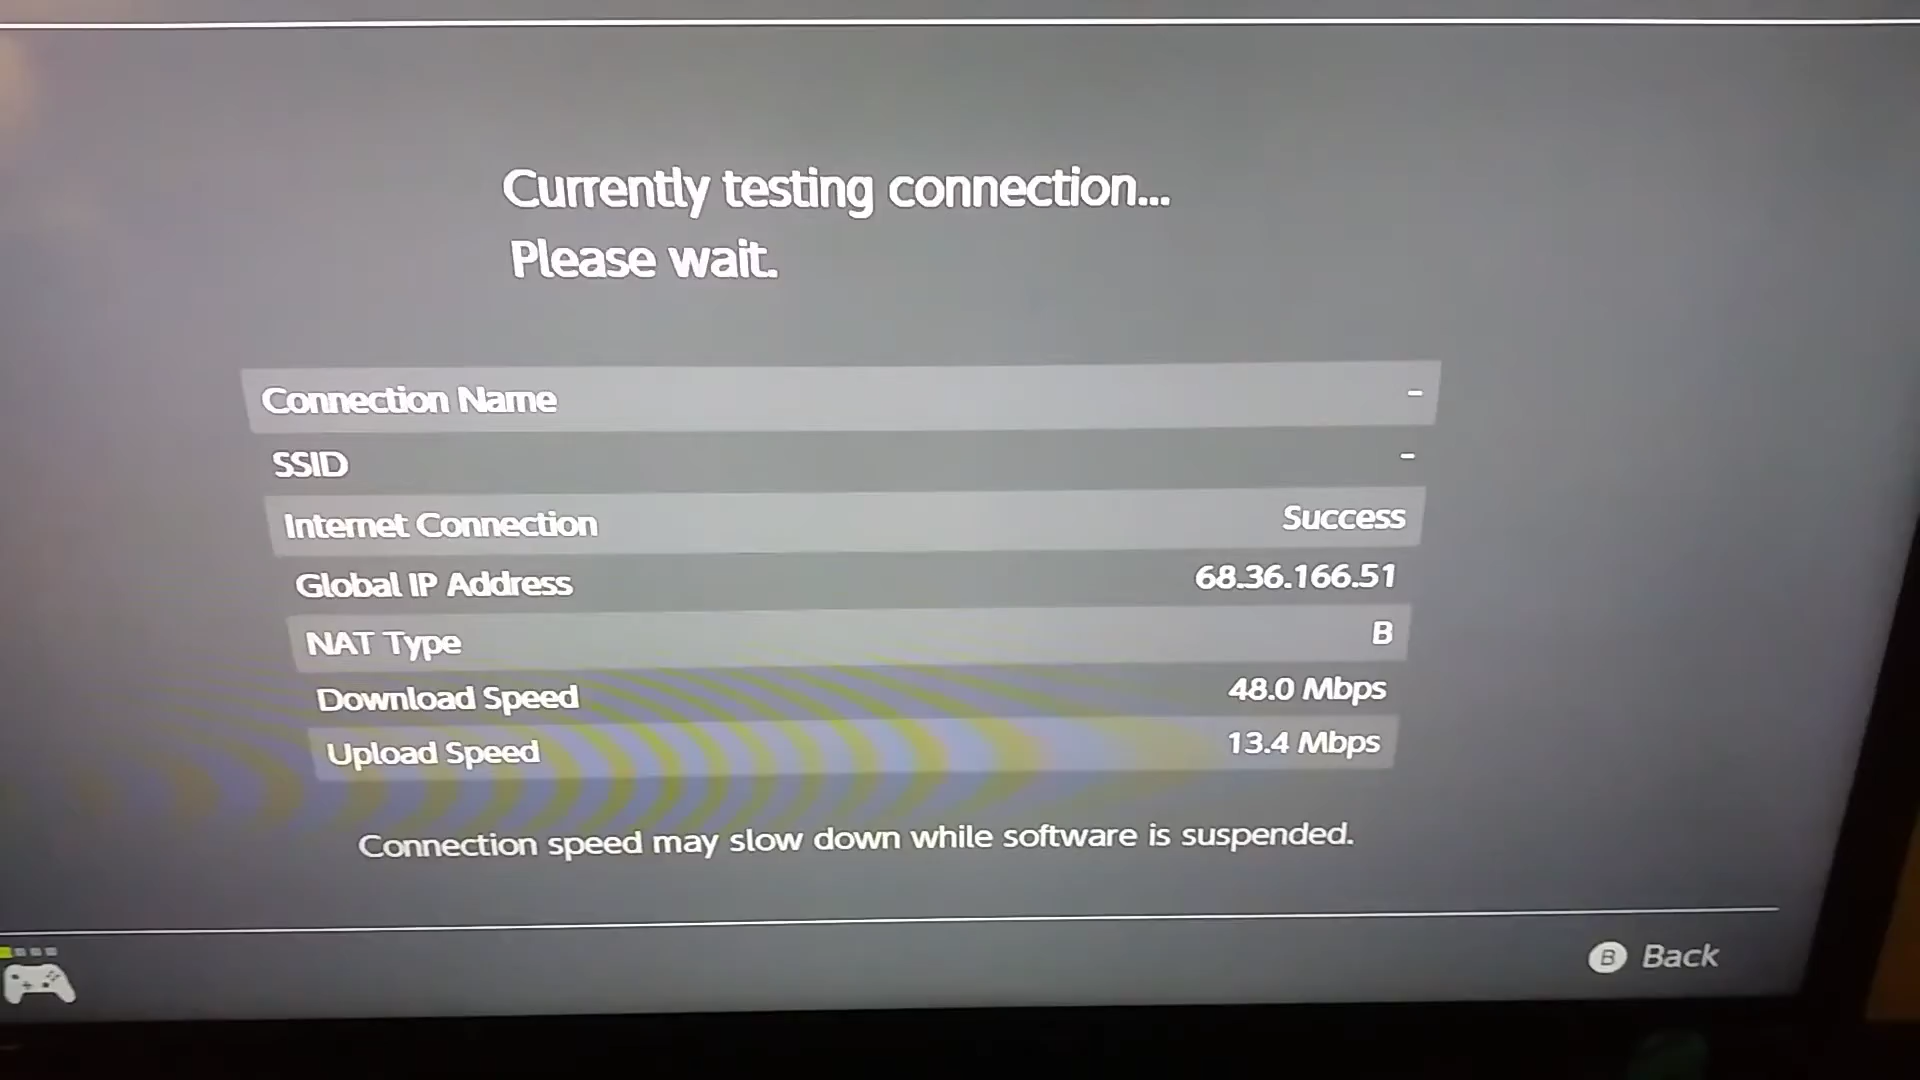 Currently testing connection...
Please wait.
Connection Name -
SSID -
Internet Connection Success
Global IP Address 68.36.166.51
NAT Type B
Download Speed 48.0 Mbps
Upload Speed 13.4 Mbps
Connection speed may slow down while software is suspended.
B Back